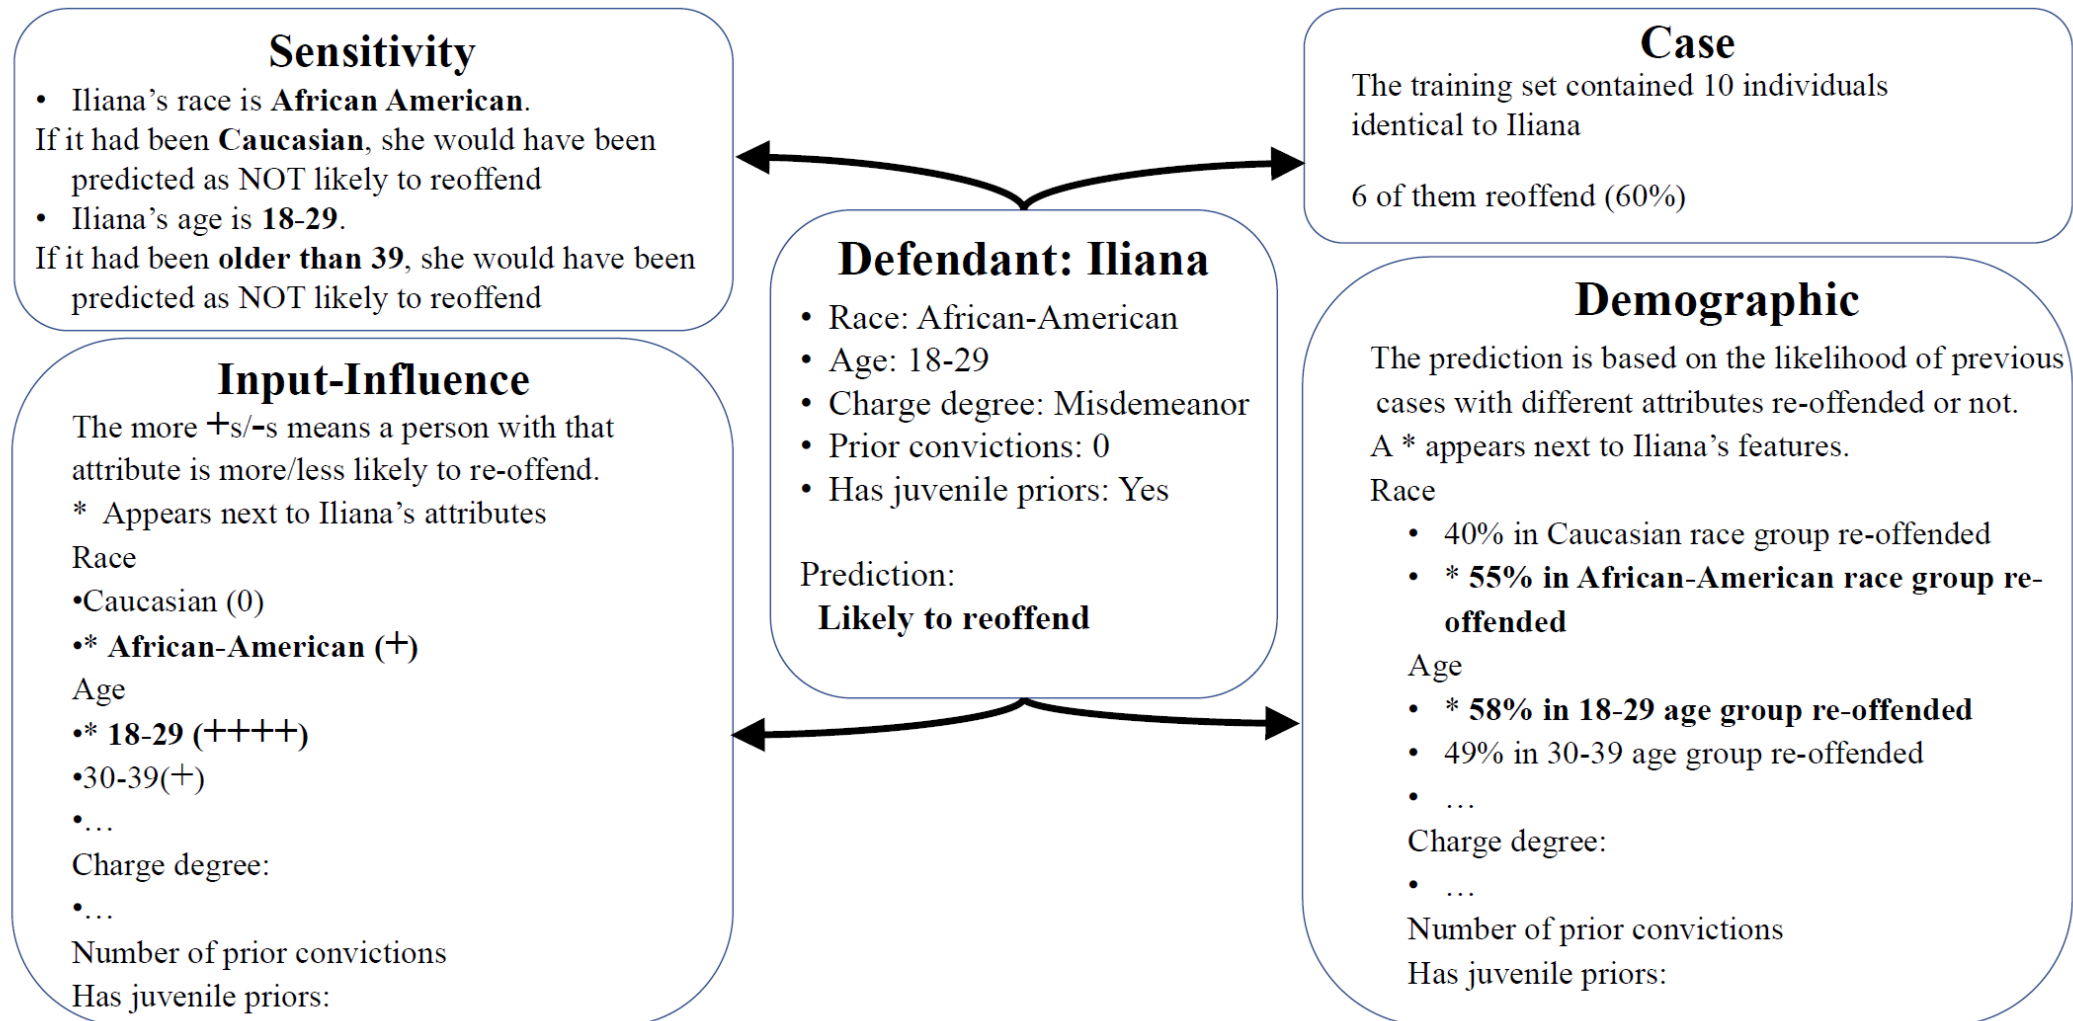 Sensitivity
• Iliana’s race is African American.
If it had been Caucasian, she would have been
predicted as NOT likely to reoffend
• Iliana’s age is 18-29.
If it had been older than 39, she would have been
predicted as NOT likely to reoffend
Case
The training set contained 10 individuals
identical to Iliana
6 of them reoffend (60%)
Defendant: Iliana
• Race: African-American
• Age: 18-29
• Charge degree: Misdemeanor
• Prior convictions: 0
• Has juvenile priors: Yes
Prediction:
Likely to reoffend
Input-Influence
The more +s/-s means a person with that
attribute is more/less likely to re-offend.
* Appears next to Iliana’s attributes
Race
•Caucasian (0)
•* African-American (+)
Age
•* 18-29 (++++)
•30-39(+)
•…
Charge degree:
•…
Number of prior convictions
Has juvenile priors:
Demographic
The prediction is based on the likelihood of previous
cases with different attributes re-offended or not.
A * appears next to Iliana’s features.
Race
• 40% in Caucasian race group re-offended
• * 55% in African-American race group re-
offended
Age
• * 58% in 18-29 age group re-offended
• 49% in 30-39 age group re-offended
• …
Charge degree:
• …
Number of prior convictions
Has juvenile priors: